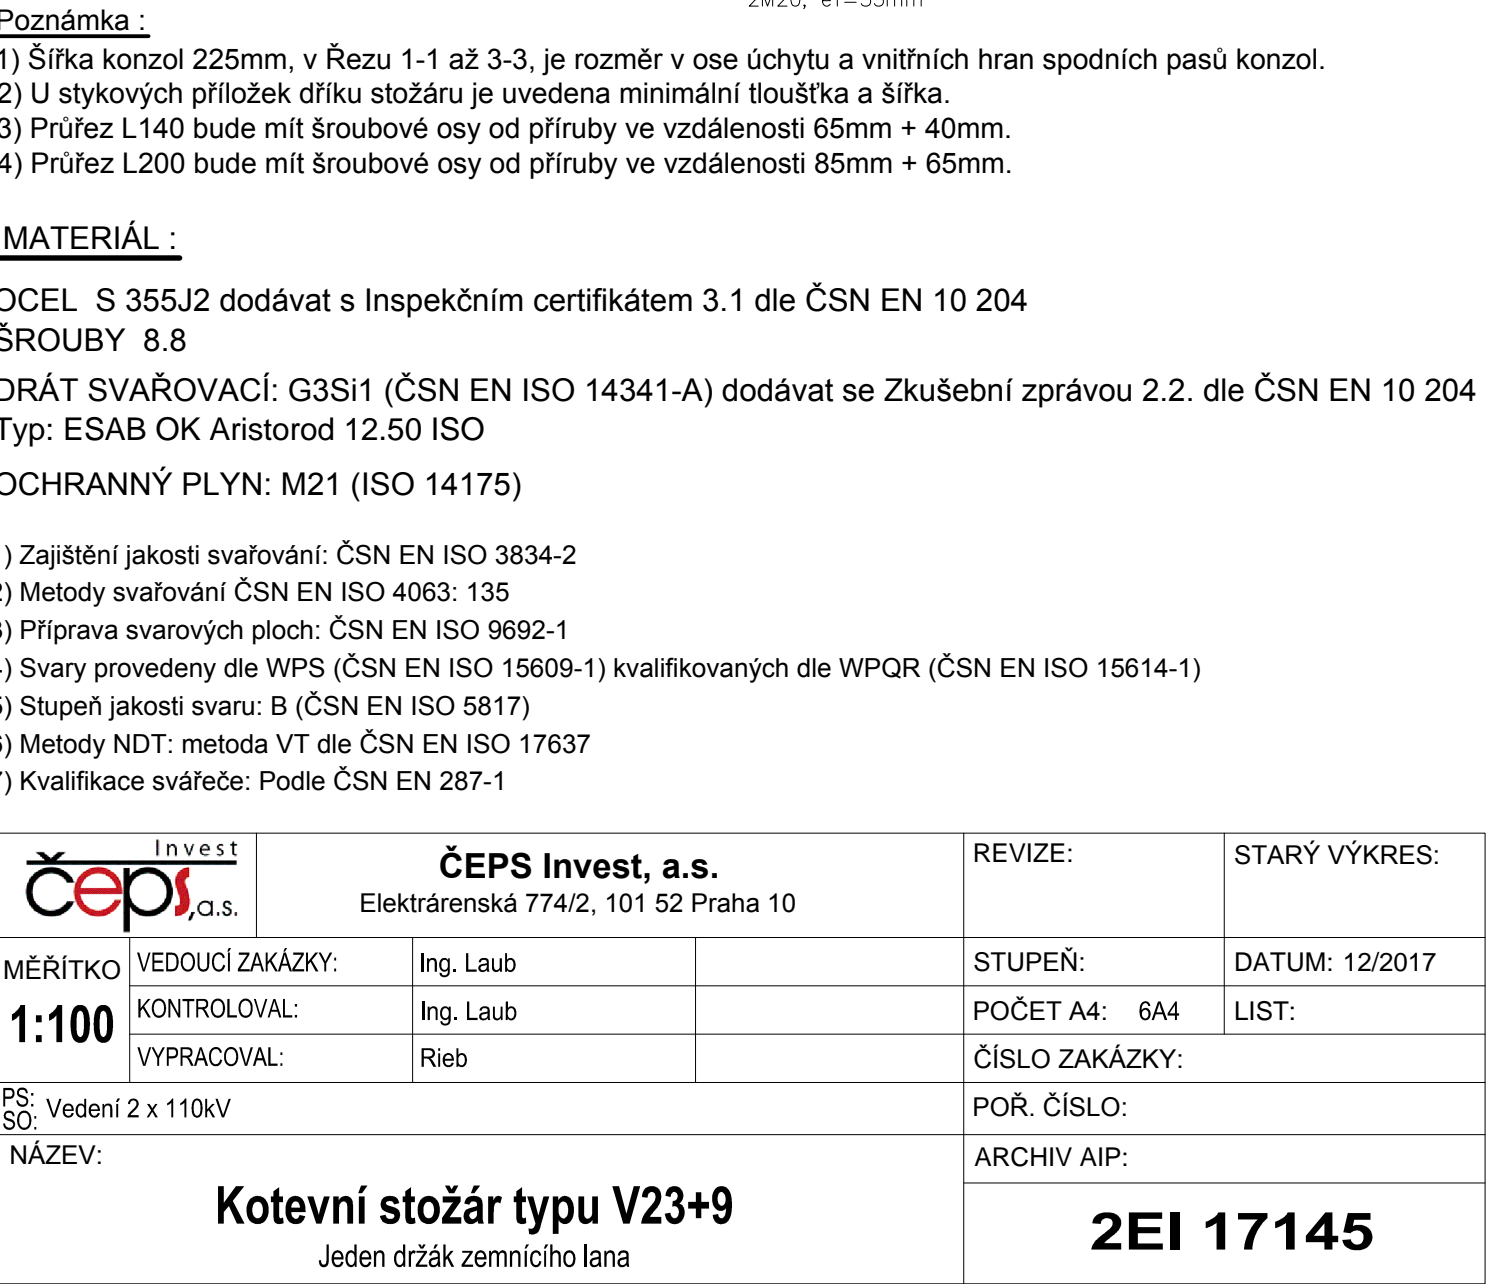 Poznámka :
1) Šířka konzol 225mm, v Řezu 1-1 až 3-3, je rozměr v ose úchytu a vnitřních hran spodních pasů konzol.
2) U stykových příložek dříku stožáru je uvedena minimální tloušťka a šířka.
3) Průřez L140 bude mít šroubové osy od příruby ve vzdálenosti 65mm + 40mm.
4) Průřez L200 bude mít šroubové osy od příruby ve vzdálenosti 85mm + 65mm.
MATERIÁL :
OCEL S 355J2 dodávat s Inspekčním certifikátem 3.1 dle ČSN EN 10 204
ŠROUBY 8.8
DRÁT SVAŘOVACÍ: G3Si1 (ČSN EN ISO 14341-A) dodávat se Zkušební zprávou 2.2. dle ČSN EN 10 204
Typ: ESAB OK Aristorod 12.50 ISO
OCHRANNÝ PLYN: M21 (ISO 14175)
1) Zajištění jakosti svařování: ČSN EN ISO 3834-2
2) Metody svařování ČSN EN ISO 4063: 135
3) Příprava svarových ploch: ČSN EN ISO 9692-1
4) Svary provedeny dle WPS (ČSN EN ISO 15609-1) kvalifikovaných dle WPQR (ČSN EN ISO 15614-1)
5) Stupeň jakosti svaru: B (ČSN EN ISO 5817)
6) Metody NDT: metoda VT dle ČSN EN ISO 17637
7) Kvalifikace svářeče: Podle ČSN EN 287-1
Invest
čeps,a.s.
ČEPS Invest, a.s.
Elektrárenská 774/2, 101 52 Praha 10
REVIZE:
STARÝ VÝKRES:
MĚŘÍTKO
1:100
VEDOUCÍ ZAKÁZKY: Ing. Laub
STUPEŇ:
DATUM: 12/2017
KONTROLOVAL: Ing. Laub
POČET A4: 6A4
LIST:
VYPRACOVAL: Rieb
ČÍSLO ZAKÁZKY:
PS:
SO:
Vedení 2 x 110kV
POŘ. ČÍSLO:
NÁZEV:
ARCHIV AIP:
Kotevní stožár typu V23+9
Jeden držák zemnícího lana
2EI 17145